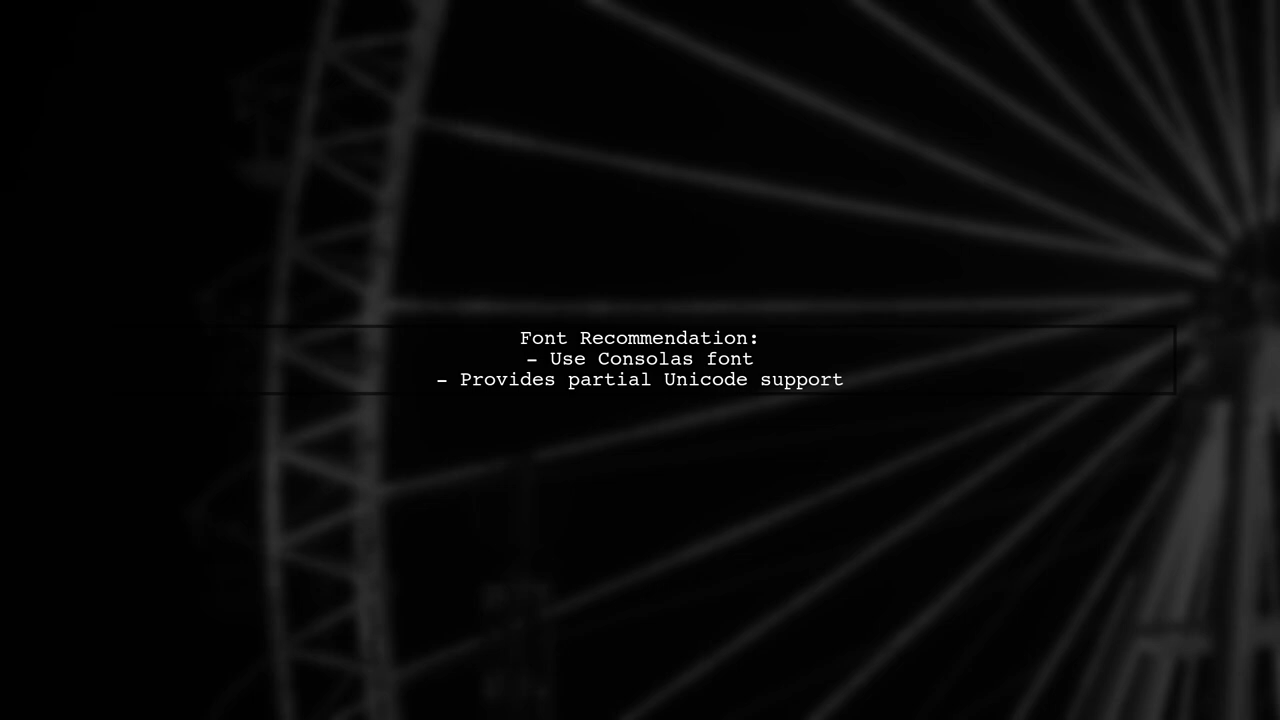 Font Recommendation:
- Use Consolas font
- Provides partial Unicode support